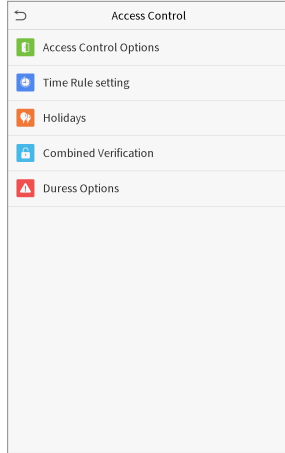 Access Control
Access Control Options
Time Rule setting
Holidays
Combined Verification
Duress Options